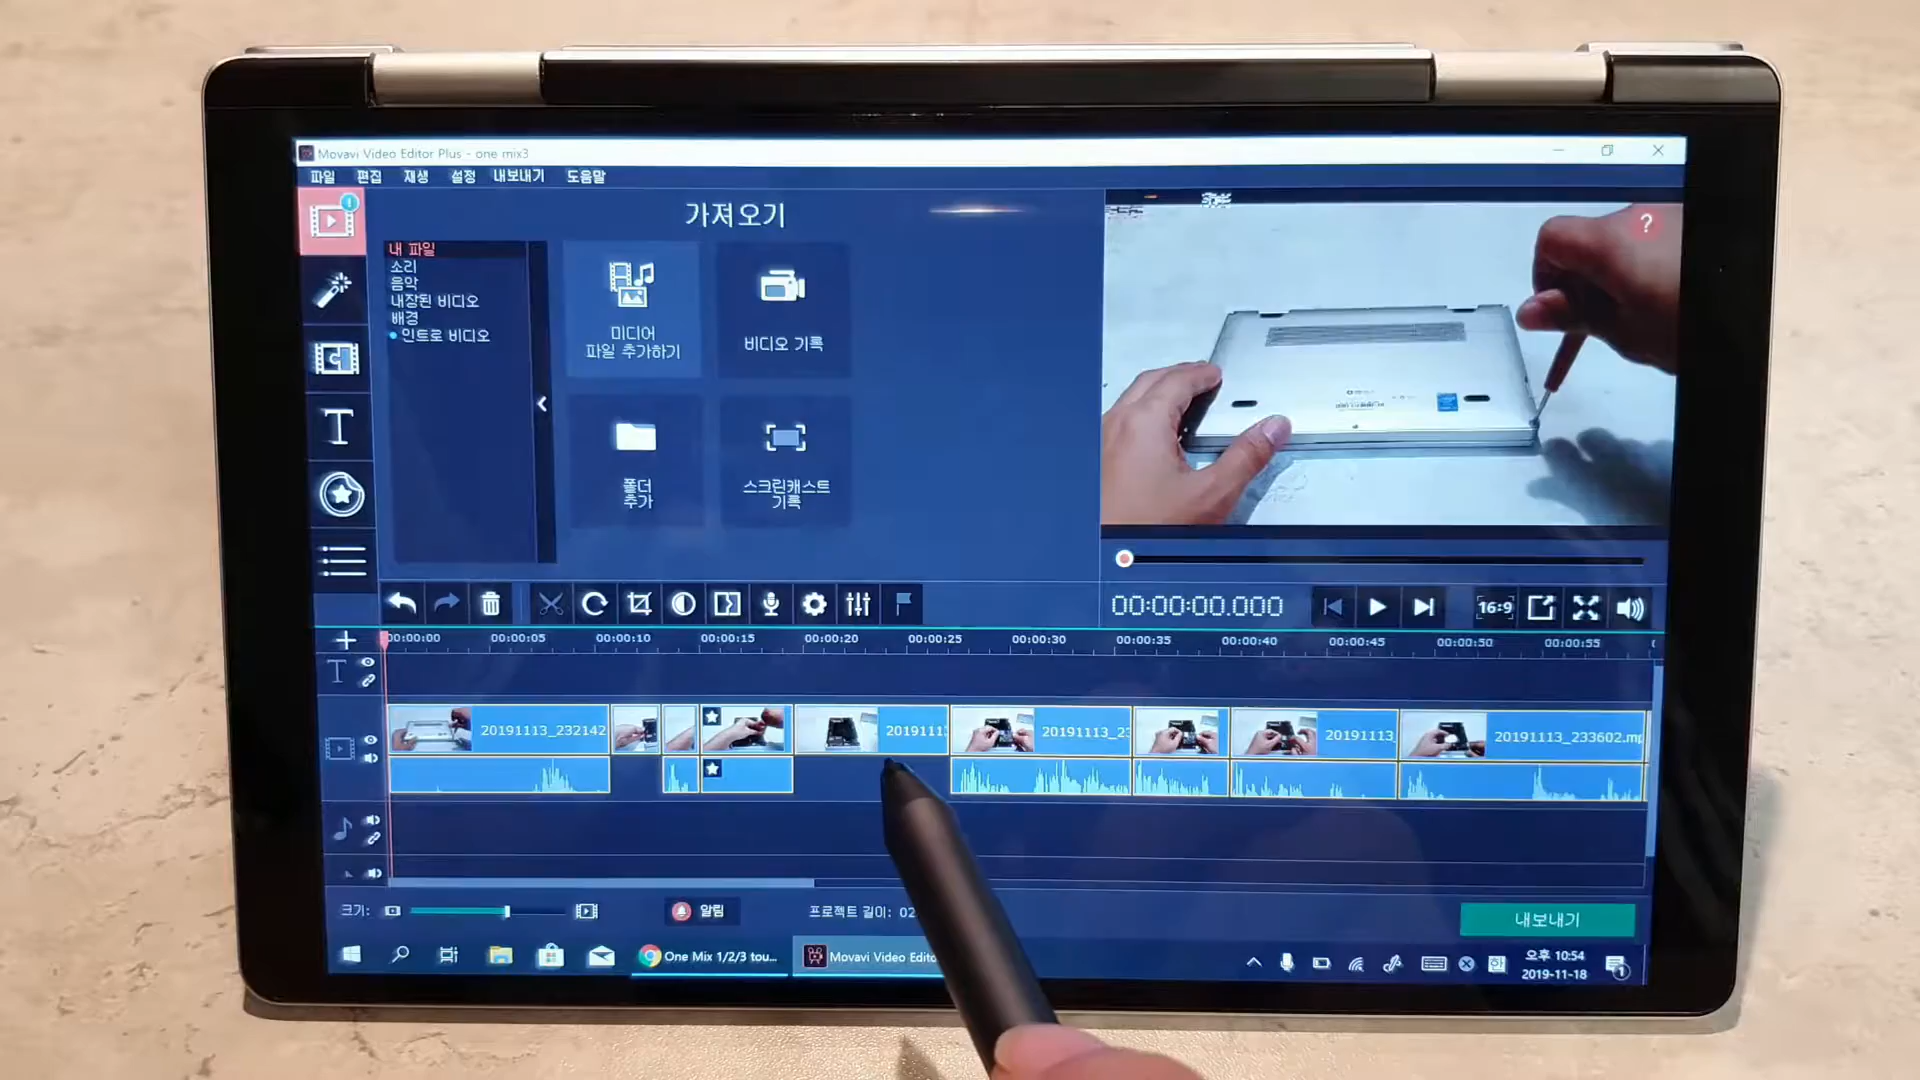 Movavi Video Editor Plus - one mix3
파일 편집 재생 설정 내보내기 도움말
1
가져오기
?
내 파일
소리
음악
내장된 비디오
배경
인트로 비디오
미디어
파일 추가하기
비디오 기록
폴더
추가
스크린캐스트
기록
T
00:00:00.000
16:9
00:00:00 00:00:05 00:00:10 00:00:15 00:00:20 00:00:25 00:00:30 00:00:35 00:00:40 00:00:45 00:00:50 00:00:55
T
20191113_232142
2019111
20191113_23
20191113_
20191113_233602.mp
크기:
알림
프로젝트 길이: 02
내보내기
One Mix 1/2/3 tou...
Movavi Video Edito
한
오후 10:54
2019-11-18
1